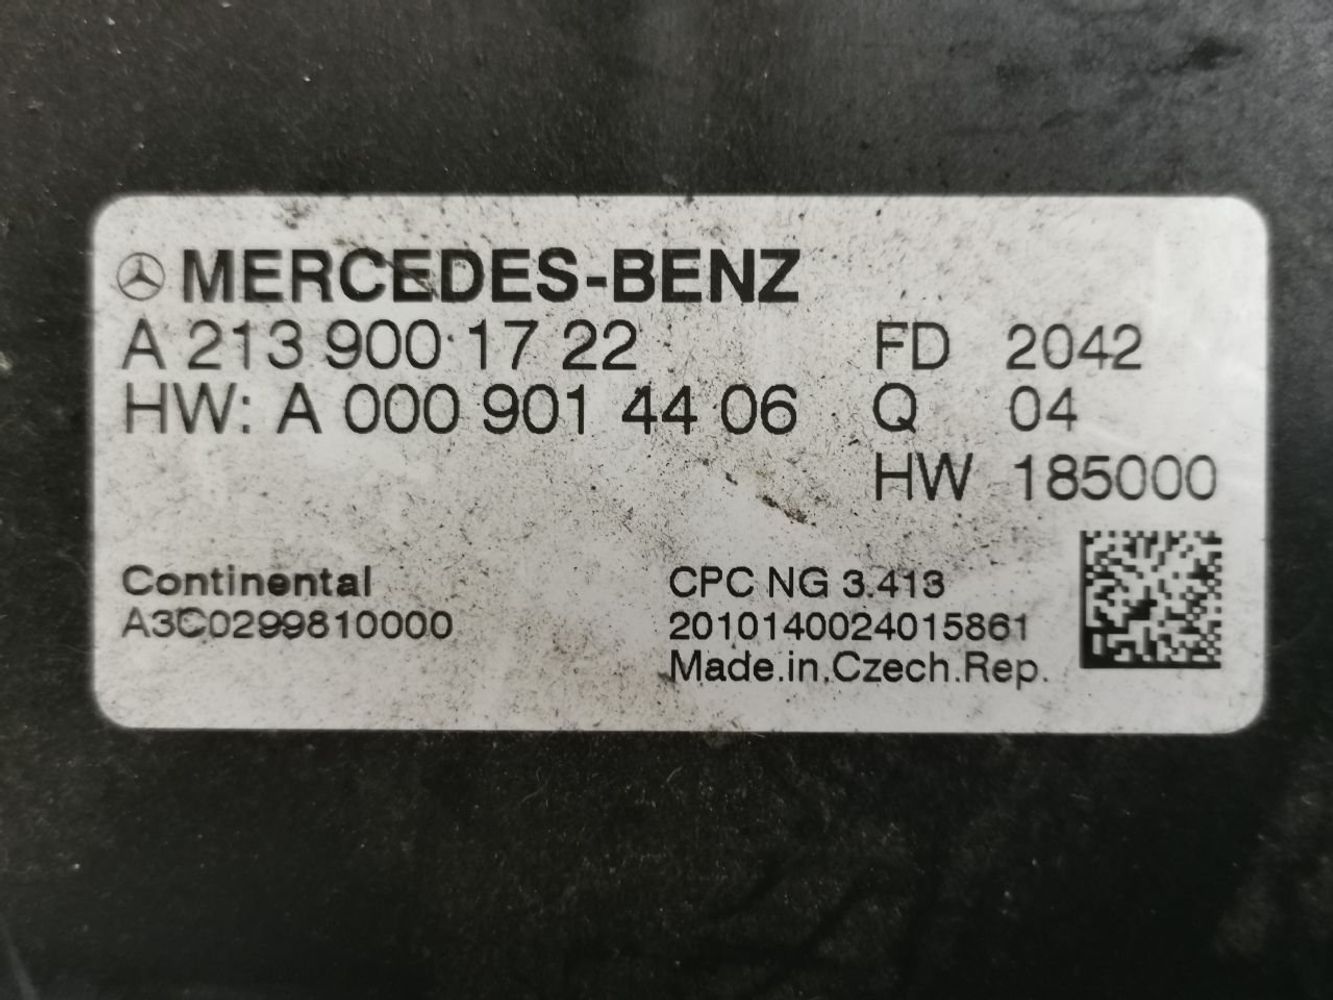 MERCEDES-BENZ
A 213 900 17 22 FD 2042
HW: A 000 901 44 06 Q 04
HW 185000
Continental CPC NG 3.413
A3C0299810000 2010140024015861
Made.in.Czech.Rep.